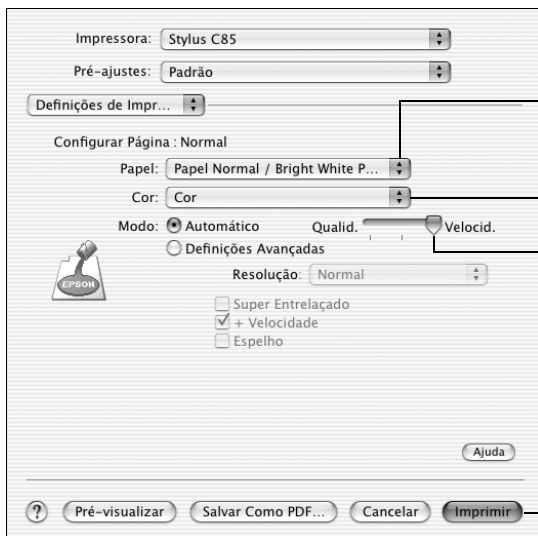 Impressora: Stylus C85
Pré-ajustes: Padrão
Definições de Impr...
Configurar Página : Normal
Papel: Papel Normal / Bright White P...
Cor: Cor
Modo: Automático Qualid. Velocid.
Definições Avançadas
Resolução: Normal
Super Entrelaçado
+ Velocidade
Espelho
EPSON
Ajuda
? Pré-visualizar Salvar Como PDF... Cancelar Imprimir